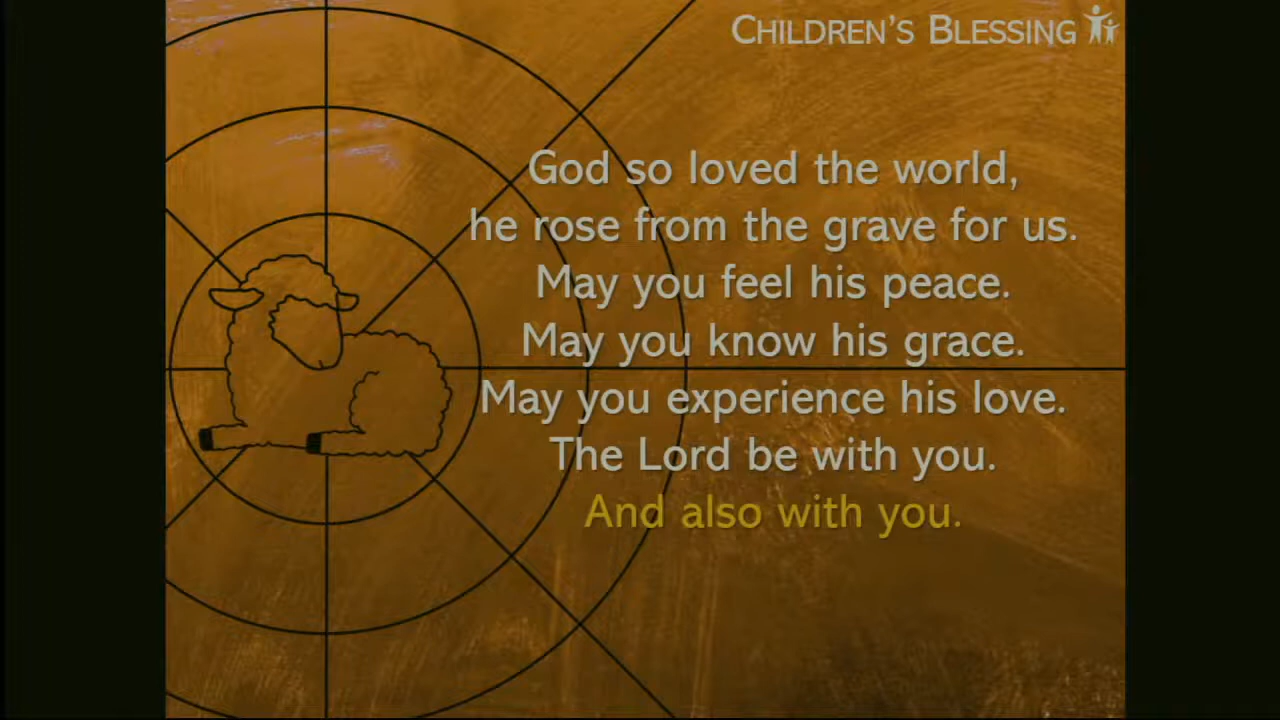 CHILDREN'S BLESSING
God so loved the world,
he rose from the grave for us.
May you feel his peace.
May you know his grace.
May you experience his love.
The Lord be with you.
And also with you.